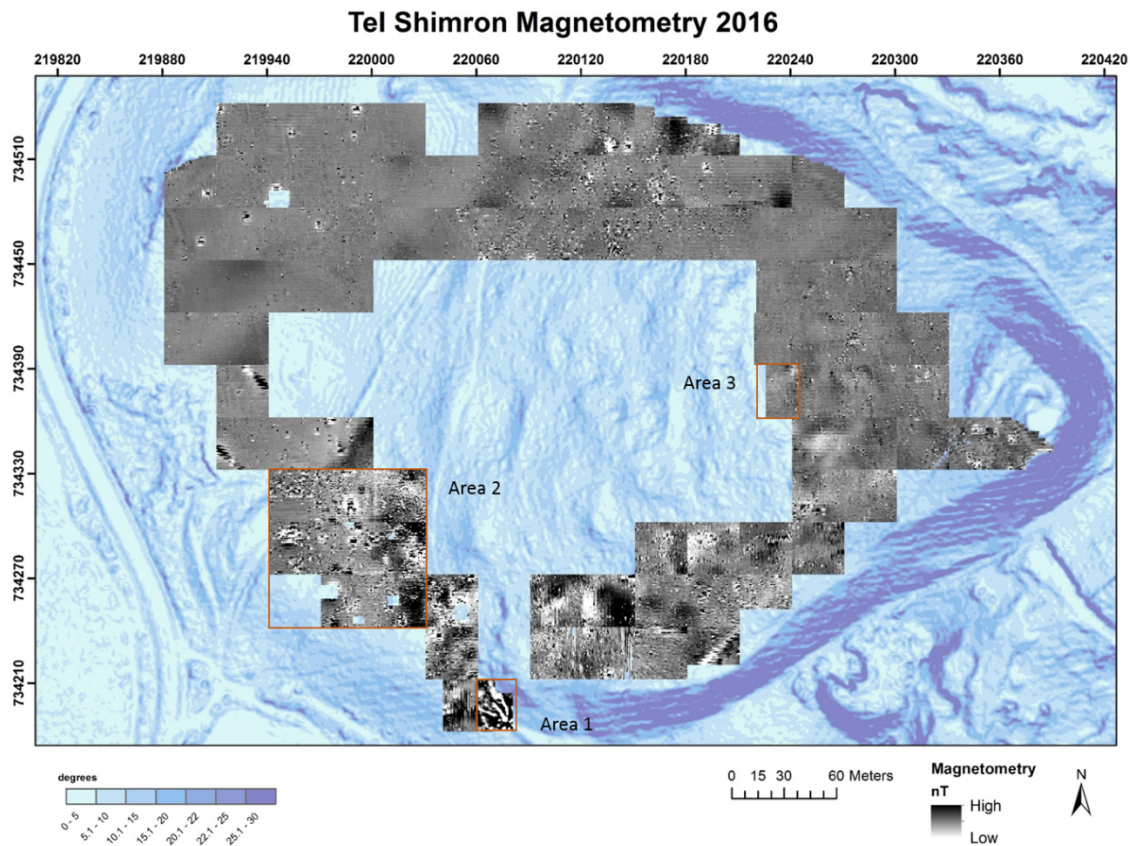 Tel Shimron Magnetometry 2016
219820 219880 219940 220000 220060 220120 220180 220240 220300 220360 220420
734510
734450
734390
734330
734270
734210
Area 3
Area 2
Area 1
degrees
0 - 5 5.1 - 10 10.1 - 15 15.1 - 20 20.1 - 22 22.1 - 25 25.1 - 30
0 15 30 60 Meters
Magnetometry
nT
High
Low
N